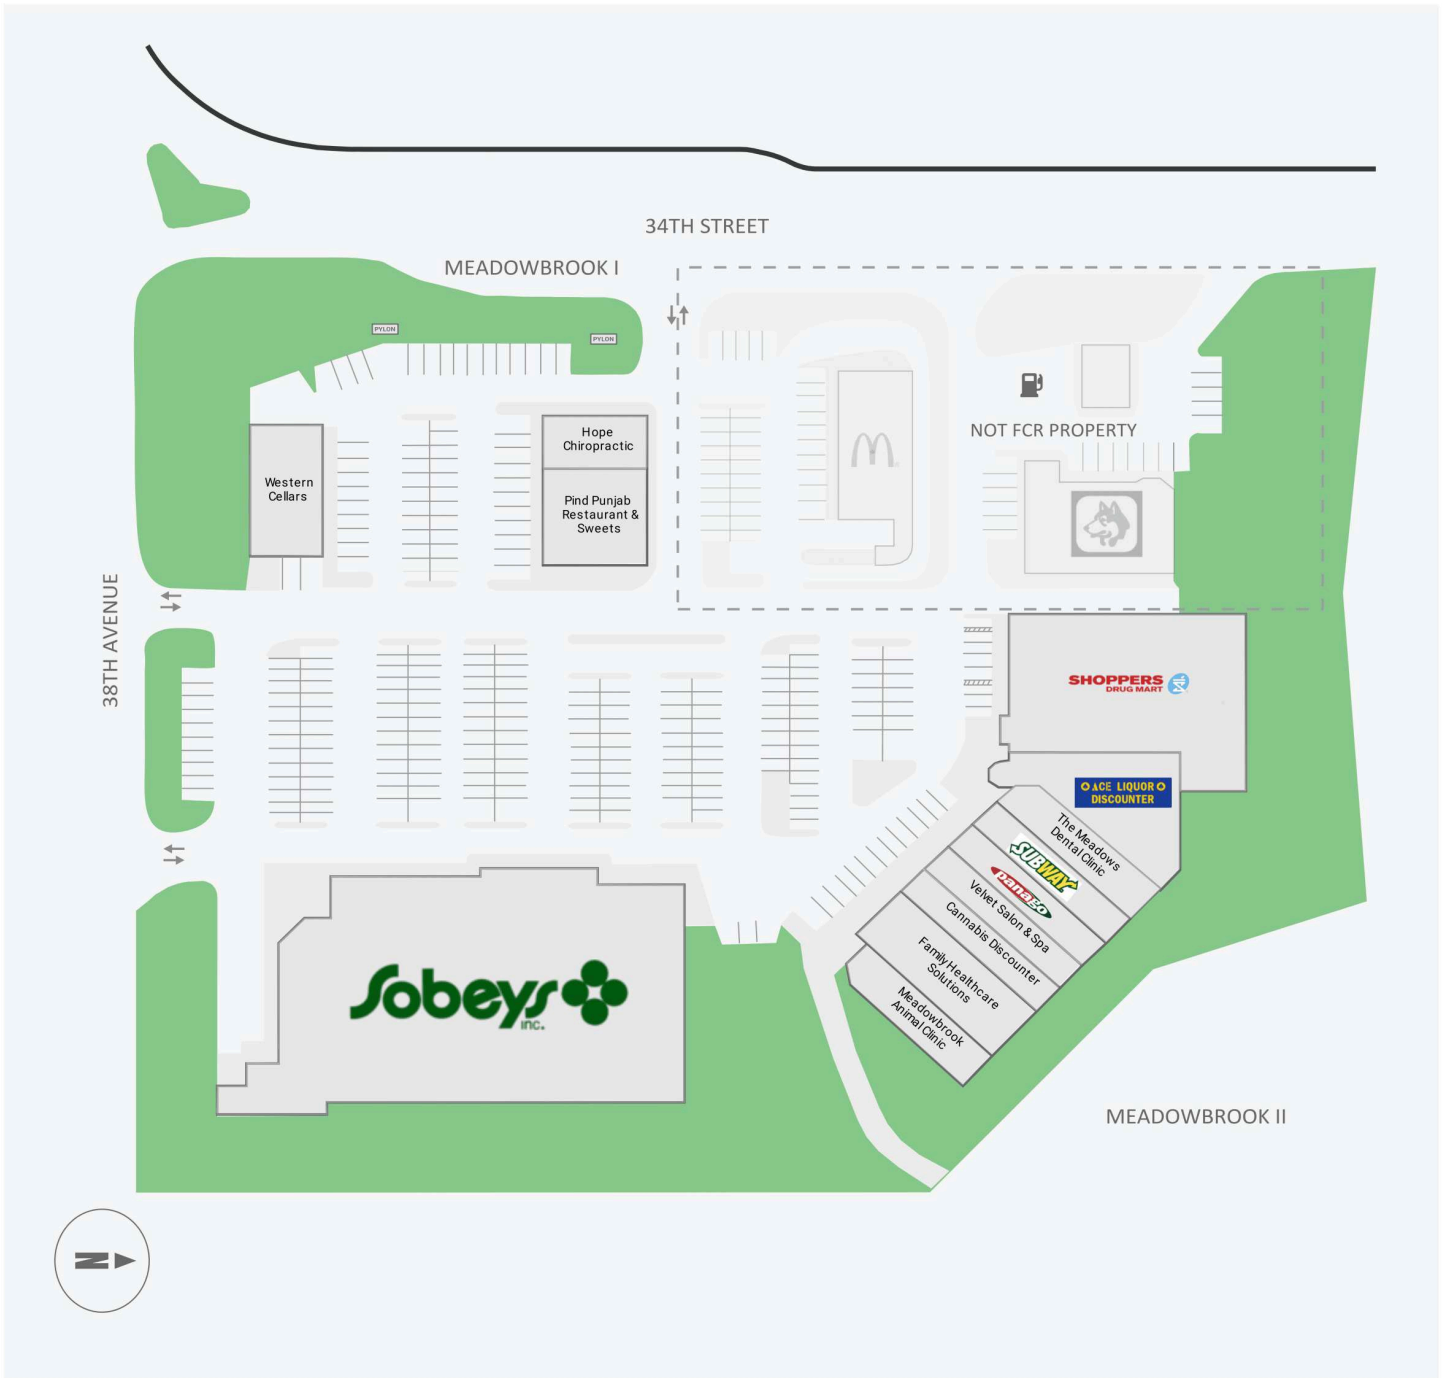 34TH STREET
MEADOWBROOK I
PYLON
PYLON
NOT FCR PROPERTY
Hope
Chiropractic
Western
Cellars
Pind Punjab
Restaurant &
Sweets
38TH AVENUE
SHOPPERS
DRUG MART
ACE LIQUOR
DISCOUNTER
The Meadows
Dental Clinic
SUBWAY
panago
Velvet Salon & Spa
Cannabis Discounter
Family Healthcare
Solutions
Meadowbrook
Animal Clinic
Sobeys
inc.
MEADOWBROOK II
N